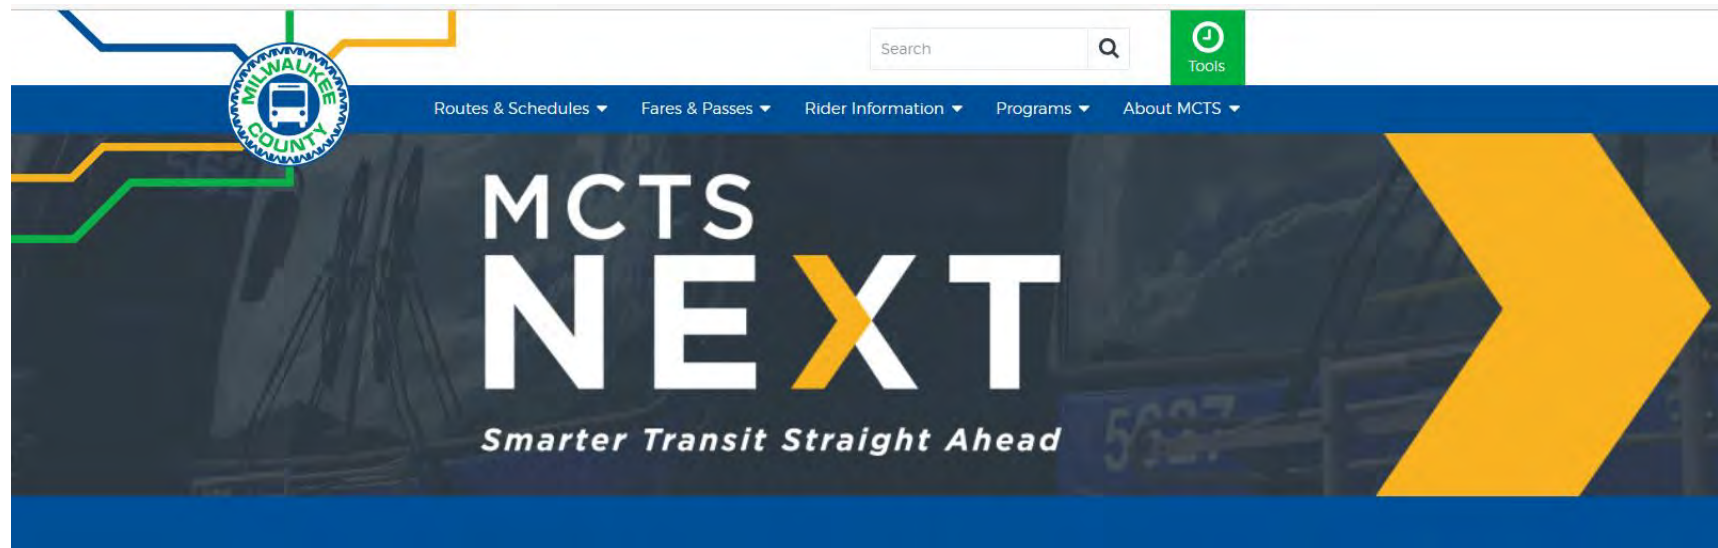 Search
Tools
MILWAUKEE
COUNTY
Routes & Schedules
Fares & Passes
Rider Information
Programs
About MCTS
MCTS
NEXT
Smarter Transit Straight Ahead
5627